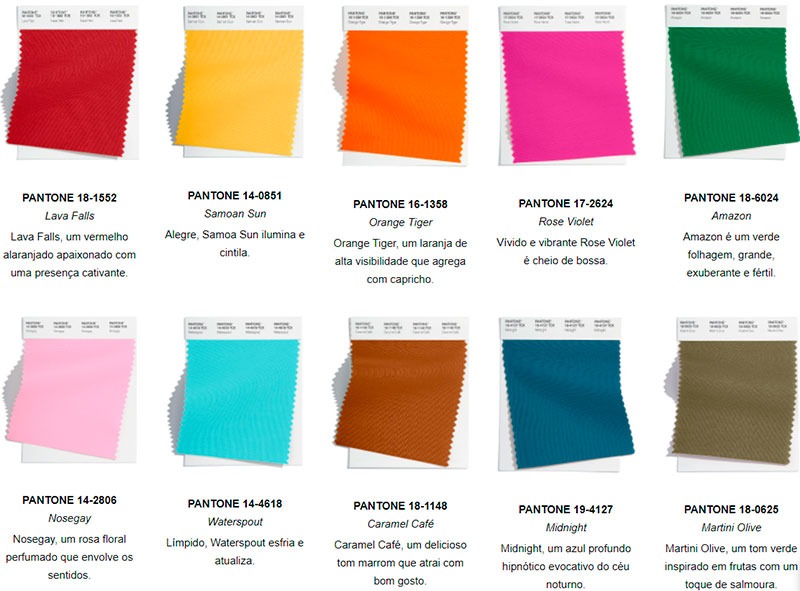 PANTONE 18-1552
Lava Falls
Lava Falls, um vermelho
alaranjado apaixonado com
uma presença cativante.
PANTONE 14-0851
Samoan Sun
Alegre, Samoa Sun ilumina e
cintila.
PANTONE 16-1358
Orange Tiger
Orange Tiger, um laranja de
alta visibilidade que agrega
com capricho.
PANTONE 17-2624
Rose Violet
Vívido e vibrante Rose Violet
é cheio de bossa.
PANTONE 18-6024
Amazon
Amazon é um verde
folhagem, grande,
exuberante e fértil.
PANTONE 14-2806
Nosegay
Nosegay, um rosa floral
perfumado que envolve os
sentidos.
PANTONE 14-4618
Waterspout
Límpido, Waterspout esfria e
atualiza.
PANTONE 18-1148
Caramel Café
Caramel Café, um delicioso
tom marrom que atrai com
bom gosto.
PANTONE 19-4127
Midnight
Midnight, um azul profundo
hipnótico evocativo do céu
noturno.
PANTONE 18-0625
Martini Olive
Martini Olive, um tom verde
inspirado em frutas com um
toque de salmoura.